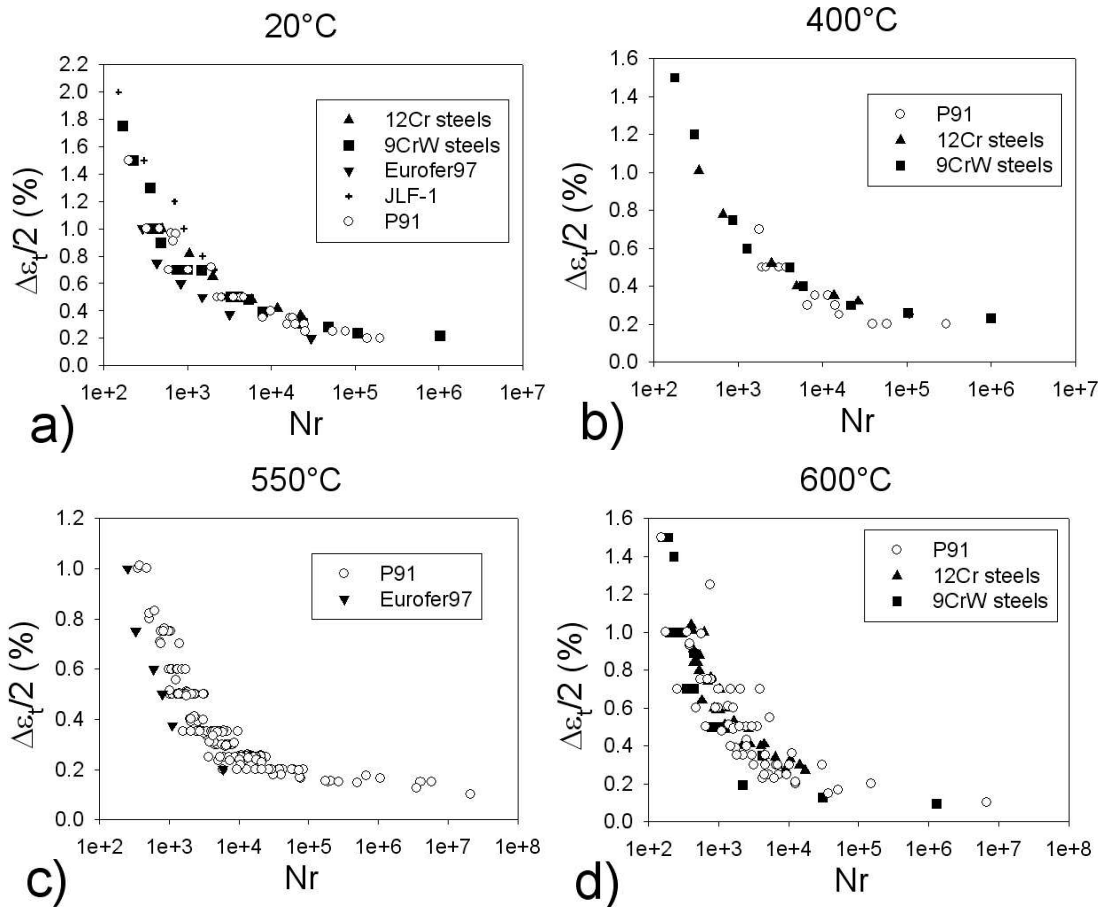 20°C
2.2
2.0
1.8
1.6
1.4
1.2
1.0
0.8
0.6
0.4
0.2
0.0
Δεt/2 (%)
12Cr steels
9CrW steels
Eurofer97
JLF-1
P91
1e+2 1e+3 1e+4 1e+5 1e+6 1e+7
Nr
a)
400°C
1.6
1.4
1.2
1.0
0.8
0.6
0.4
0.2
0.0
Δεt/2 (%)
P91
12Cr steels
9CrW steels
1e+2 1e+3 1e+4 1e+5 1e+6 1e+7
Nr
b)
550°C
1.2
1.0
0.8
0.6
0.4
0.2
0.0
Δεt/2 (%)
P91
Eurofer97
1e+2 1e+3 1e+4 1e+5 1e+6 1e+7 1e+8
Nr
c)
600°C
1.6
1.4
1.2
1.0
0.8
0.6
0.4
0.2
0.0
Δεt/2 (%)
P91
12Cr steels
9CrW steels
1e+2 1e+3 1e+4 1e+5 1e+6 1e+7 1e+8
Nr
d)